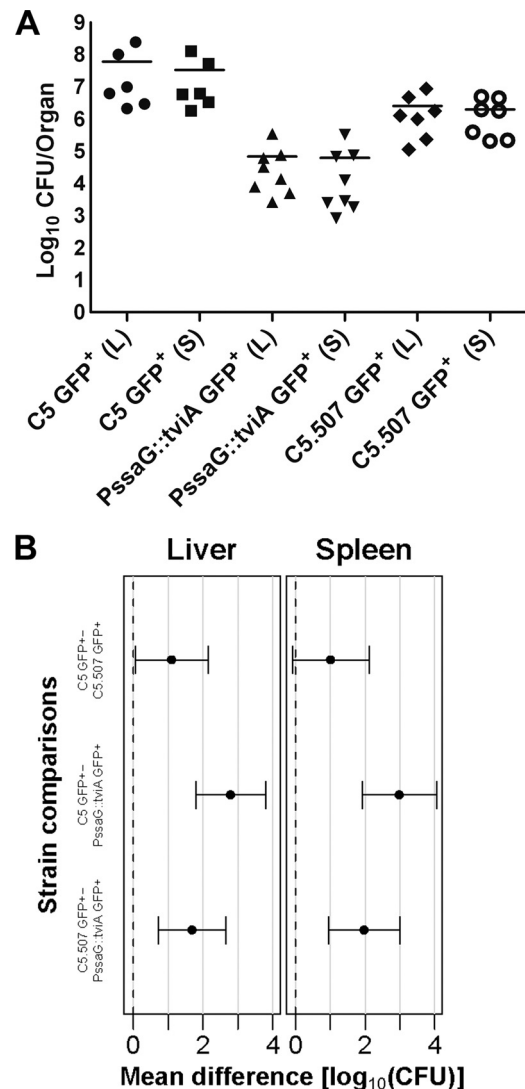 A
Log10 CFU/Organ
9
8
7
6
5
4
3
2
1
0
C5 GFP+ (L)
C5 GFP+ (S)
PssaG::tviA GFP+ (L)
PssaG::tviA GFP+ (S)
C5.507 GFP+ (L)
C5.507 GFP+ (S)
B
Liver
Spleen
Strain comparisons
C5 GFP+–
C5.507 GFP+
C5 GFP+–
PssaG::tviA GFP+
C5.507 GFP+–
PssaG::tviA GFP+
0 2 4 0 2 4
Mean difference [log10(CFU)]